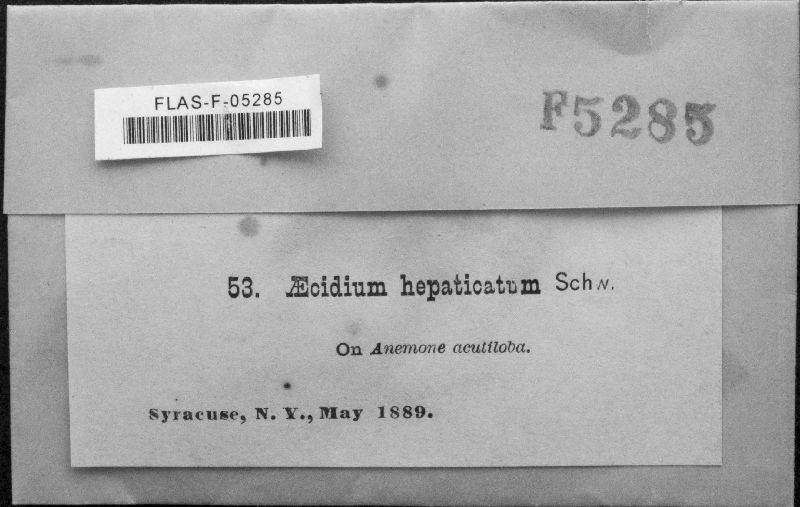 FLAS-F-05285
F5285
53. Æcidium hepaticatum Schw.
On Anemone acutiloba.
Syracuse, N. Y., May 1889.